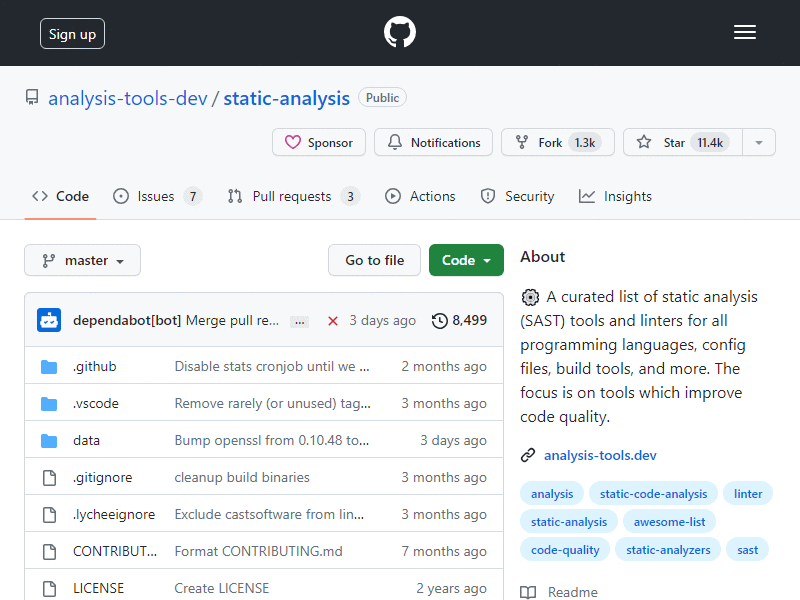 Sign up
analysis-tools-dev / static-analysis Public
Sponsor Notifications Fork 1.3k Star 11.4k
Code Issues 7 Pull requests 3 Actions Security Insights
master Go to file Code
dependabot[bot] Merge pull re... ... 3 days ago 8,499
.github Disable stats cronjob until we ... 2 months ago
.vscode Remove rarely (or unused) tag... 3 months ago
data Bump openssl from 0.10.48 to... 3 days ago
.gitignore cleanup build binaries 3 months ago
.lycheeignore Exclude castsoftware from lin... 3 months ago
CONTRIBUT... Format CONTRIBUTING.md 7 months ago
LICENSE Create LICENSE 2 years ago
About
A curated list of static analysis
(SAST) tools and linters for all
programming languages, config
files, build tools, and more. The
focus is on tools which improve
code quality.
analysis-tools.dev
analysis static-code-analysis linter
static-analysis awesome-list
code-quality static-analyzers sast
Readme